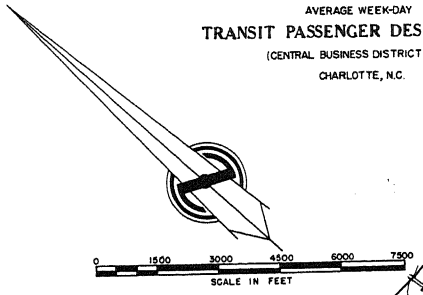 AVERAGE WEEK-DAY
TRANSIT PASSENGER DES
(CENTRAL BUSINESS DISTRICT
CHARLOTTE, N.C.
0 1500 3000 4500 6000 7500
SCALE IN FEET